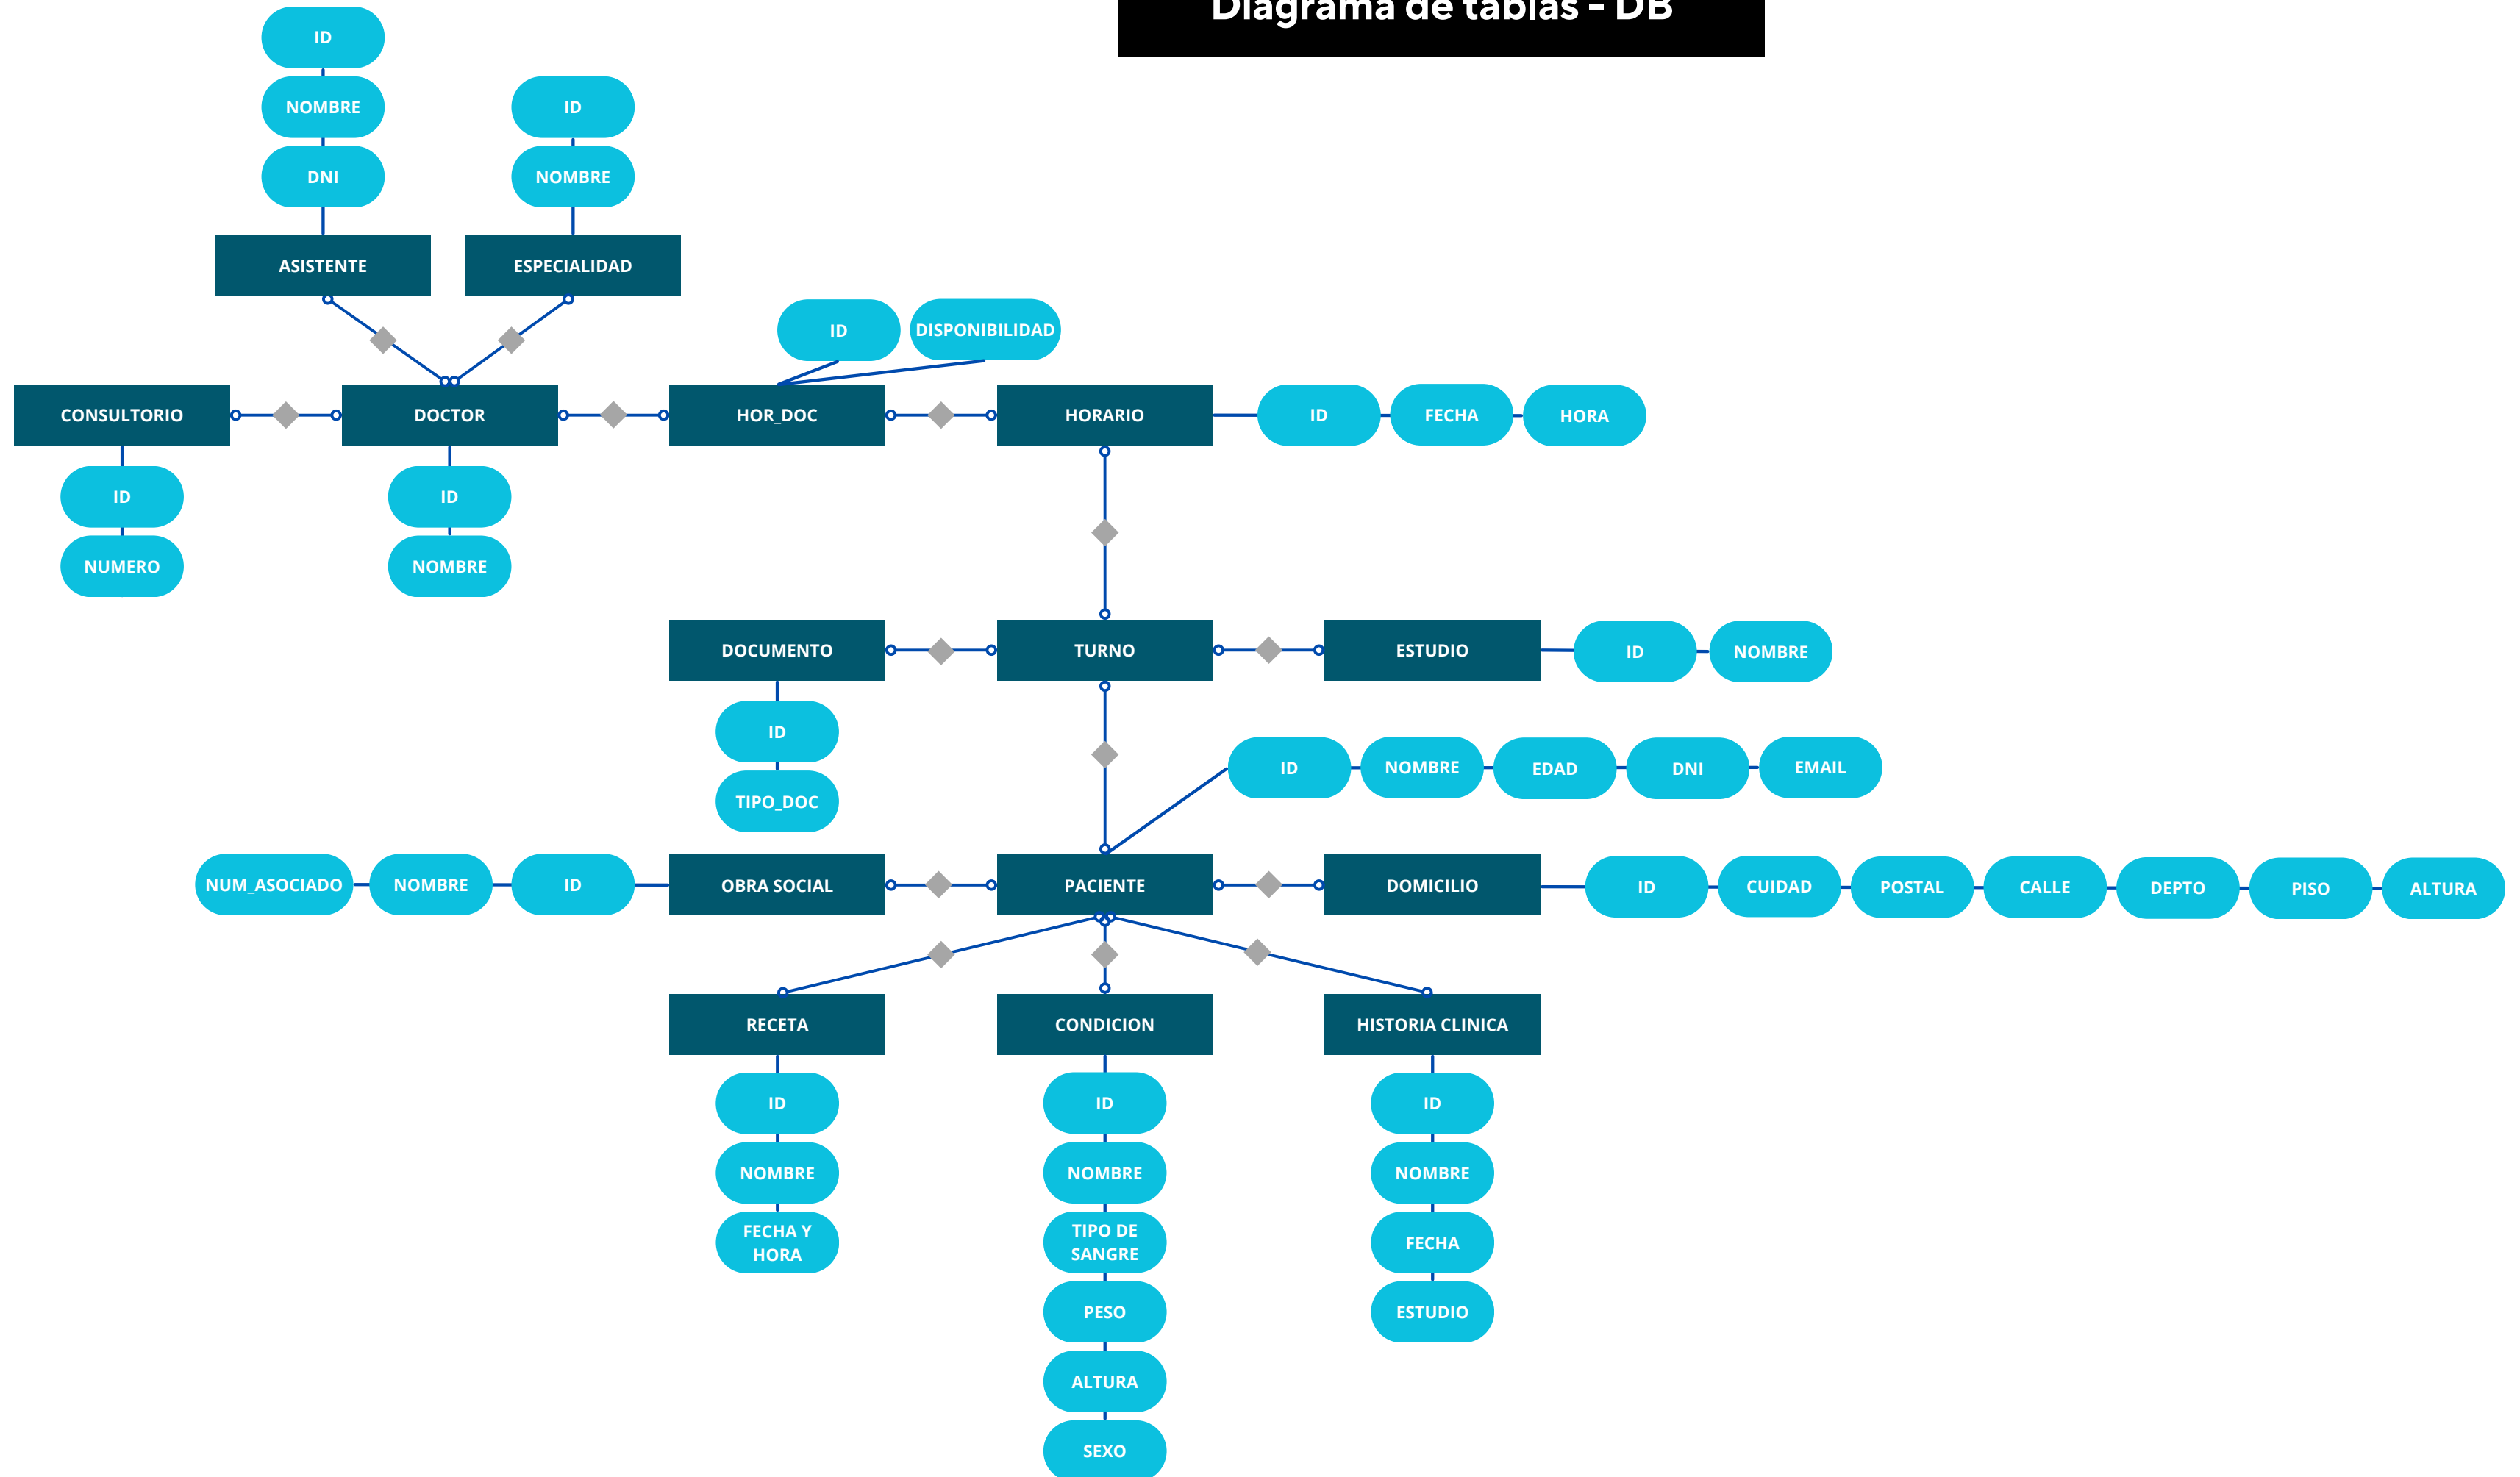 Diagrama de tablas - DB
ID
NOMBRE
DNI
ID
NOMBRE
ASISTENTE
ESPECIALIDAD
ID
DISPONIBILIDAD
CONSULTORIO
DOCTOR
HOR_DOC
HORARIO
ID
FECHA
HORA
ID
NUMERO
ID
NOMBRE
DOCUMENTO
TURNO
ESTUDIO
ID
NOMBRE
ID
TIPO_DOC
ID
NOMBRE
EDAD
DNI
EMAIL
NUM_ASOCIADO
NOMBRE
ID
OBRA SOCIAL
PACIENTE
DOMICILIO
ID
CUIDAD
POSTAL
CALLE
DEPTO
PISO
ALTURA
RECETA
CONDICION
HISTORIA CLINICA
ID
NOMBRE
FECHA Y
HORA
ID
NOMBRE
TIPO DE
SANGRE
PESO
ALTURA
SEXO
ID
NOMBRE
FECHA
ESTUDIO